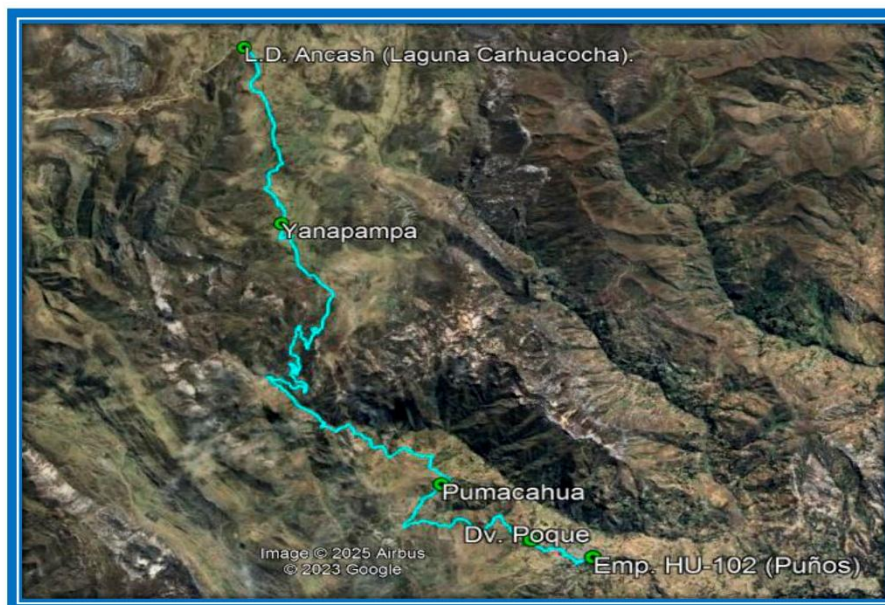 L.D. Ancash (Laguna Carhuacocha).
Yanapampa
Pumacahua
Dv. Poque
Emp. HU-102 (Puños)
Image © 2025 Airbus
© 2023 Google